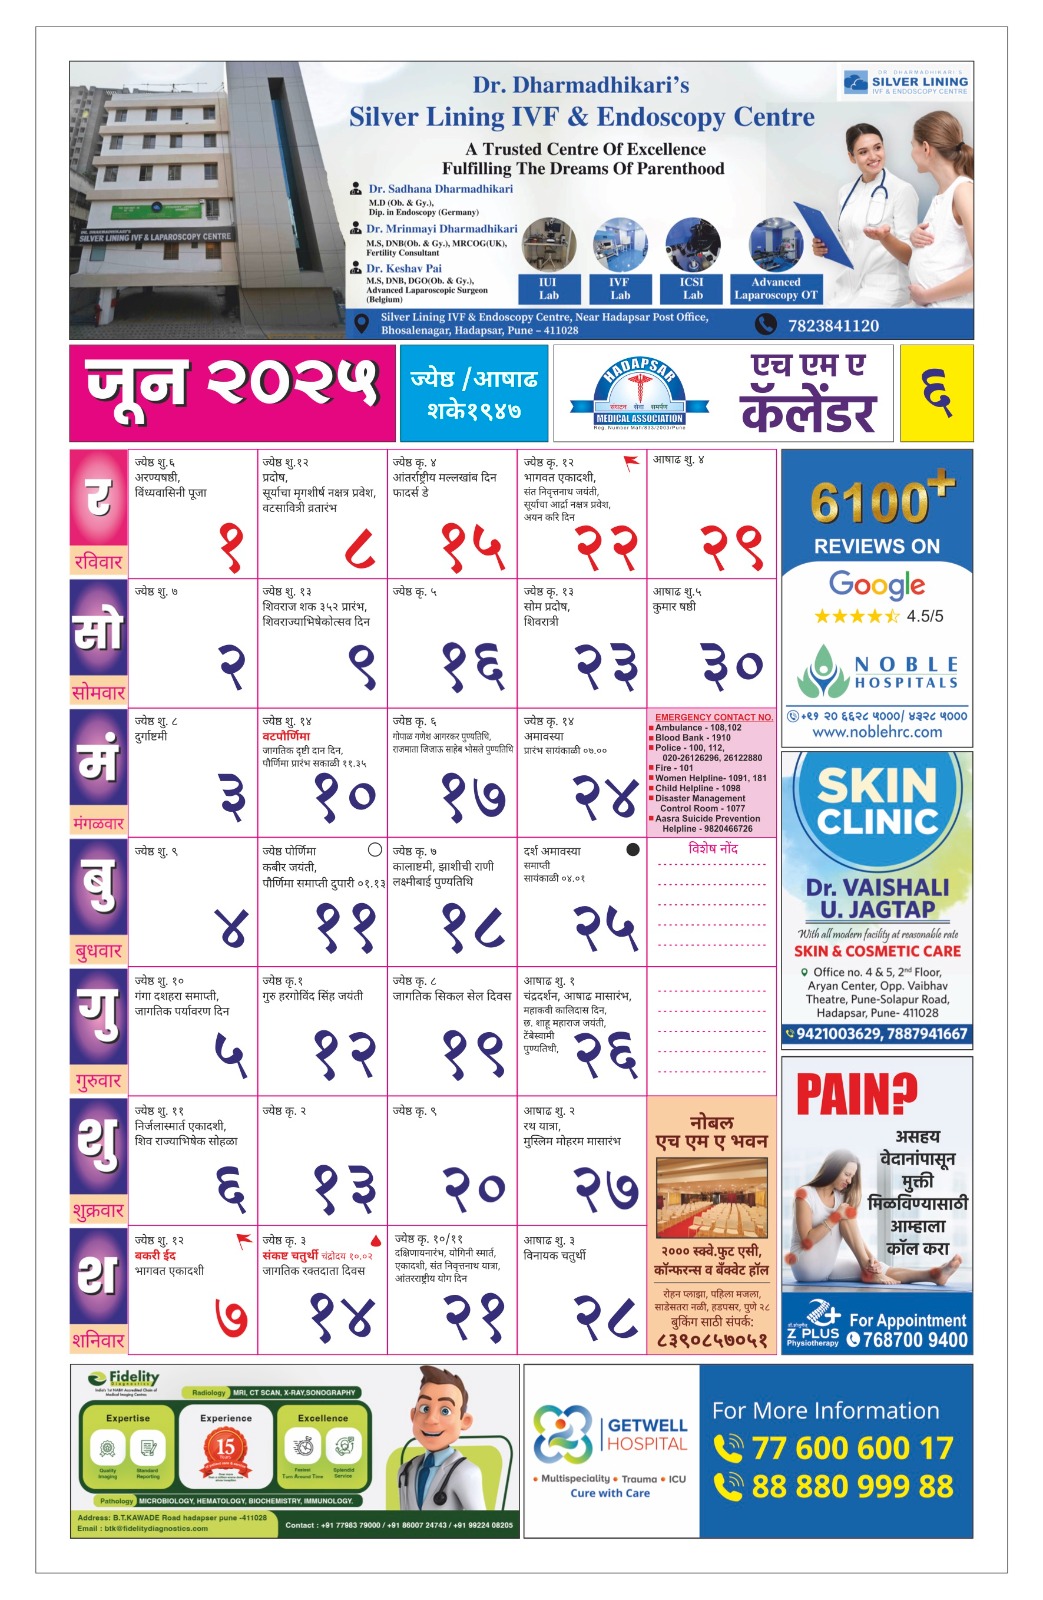 Dr. Dharmadhikari's
Silver Lining IVF & Endoscopy Centre
A Trusted Centre Of Excellence
Fulfilling The Dreams Of Parenthood
DR. DHARMADHIKARI'S
SILVER LINING
IVF & ENDOSCOPY CENTRE
Dr. Sadhana Dharmadhikari
M.D (Ob. & Gy.),
Dip. in Endoscopy (Germany)
Dr. Mrinmayi Dharmadhikari
M.S, DNB(Ob. & Gy.), MRCOG(UK),
Fertility Consultant
Dr. Keshav Pai
M.S, DNB, DGO(Ob. & Gy.),
Advanced Laparoscopic Surgeon
(Belgium)
SILVER LINING IVF & LAPAROSCOPY CENTRE
IUI
Lab
IVF
Lab
ICSI
Lab
Advanced
Laparoscopy OT
Silver Lining IVF & Endoscopy Centre, Near Hadapsar Post Office,
Bhosalenagar, Hadapsar, Pune – 411028
7823841120
जून २०२५
ज्येष्ठ /आषाढ
शके१९४७
HADAPSAR
संघटन सेवा समर्पण
MEDICAL ASSOCIATION
Reg. Number Mah/833/2003/Pune
एच एम ए
कॅलेंडर
६
र
रविवार
ज्येष्ठ शु.६
अरण्यषष्ठी,
विंध्यवासिनी पूजा
१
ज्येष्ठ शु.१२
प्रदोष,
सूर्याचा मृगशीर्ष नक्षत्र प्रवेश,
वटसावित्री व्रतारंभ
८
ज्येष्ठ कृ. ४
आंतर्राष्ट्रीय मल्लखांब दिन
फादर्स डे
१५
ज्येष्ठ कृ. १२
भागवत एकादशी,
संत निवृत्तनाथ जयंती,
सूर्याचा आर्द्रा नक्षत्र प्रवेश,
अयन करि दिन
२२
आषाढ शु. ४
२९
सो
सोमवार
ज्येष्ठ शु. ७
२
ज्येष्ठ शु. १३
शिवराज शक ३५२ प्रारंभ,
शिवराज्याभिषेकोत्सव दिन
९
ज्येष्ठ कृ. ५
१६
ज्येष्ठ कृ. १३
सोम प्रदोष,
शिवरात्री
२३
आषाढ शु.५
कुमार षष्ठी
३०
मं
मंगळवार
ज्येष्ठ शु. ८
दुर्गाष्टमी
३
ज्येष्ठ शु. १४
वटपोर्णिमा
जागतिक दृष्टी दान दिन,
पौर्णिमा प्रारंभ सकाळी ११.३५
१०
ज्येष्ठ कृ. ६
गोपाळ गणेश आगरकर पुण्यतिथि,
राजमाता जिजाऊ साहेब भोसले पुण्यतिथि
१७
ज्येष्ठ कृ. १४
अमावस्या
प्रारंभ सायंकाळी ०७.००
२४
EMERGENCY CONTACT NO.
Ambulance - 108,102
Blood Bank - 1910
Police - 100, 112,
020-26126296, 26122880
Fire - 101
Women Helpline- 1091, 181
Child Helpline - 1098
Disaster Management
Control Room - 1077
Aasra Suicide Prevention
Helpline - 9820466726
बु
बुधवार
ज्येष्ठ शु. ९
४
ज्येष्ठ पोर्णिमा
कबीर जयंती,
पौर्णिमा समाप्ती दुपारी ०१.१३
११
ज्येष्ठ कृ. ७
कालाष्टमी, झाशीची राणी
लक्ष्मीबाई पुण्यतिथि
१८
दर्श अमावस्या
समाप्ती
सायंकाळी ०४.०१
२५
विशेष नोंद
गु
गुरुवार
ज्येष्ठ शु. १०
गंगा दशहरा समाप्ती,
जागतिक पर्यावरण दिन
५
ज्येष्ठ कृ.१
गुरु हरगोविंद सिंह जयंती
१२
ज्येष्ठ कृ. ८
जागतिक सिकल सेल दिवस
१९
आषाढ शु. १
चंद्रदर्शन, आषाढ मासारंभ,
महाकवी कालिदास दिन,
छ. शाहू महाराज जयंती,
टेंबेस्वामी
पुण्यतिथी,
२६
शु
शुक्रवार
ज्येष्ठ शु. ११
निर्जलास्मार्त एकादशी,
शिव राज्याभिषेक सोहळा
६
ज्येष्ठ कृ. २
१३
ज्येष्ठ कृ. ९
२०
आषाढ शु. २
रथ यात्रा,
मुस्लिम मोहरम मासारंभ
२७
श
शनिवार
ज्येष्ठ शु. १२
बकरी ईद
भागवत एकादशी
७
ज्येष्ठ कृ. ३
संकष्ट चतुर्थी चंद्रोदय १०.०२
जागतिक रक्तदाता दिवस
१४
ज्येष्ठ कृ. १०/११
दक्षिणायनारंभ, योगिनी स्मार्त,
एकादशी, संत निवृत्तनाथ यात्रा,
आंतरराष्ट्रीय योग दिन
२१
आषाढ शु. ३
विनायक चतुर्थी
२८
नोबल
एच एम ए भवन
२००० स्क्वे.फुट एसी,
कॉन्फरन्स व बँक्वेट हॉल
रोहन प्लाझा, पहिला मजला,
साडेसतरा नळी, हडपसर, पुणे २८
बुकिंग साठी संपर्क:
८३९०८५७०५१
6100+
REVIEWS ON
Google
4.5/5
NOBLE
HOSPITALS
+९१ २० ६६२८ ५०००/ ४३२८ ५०००
www.noblehrc.com
SKIN
CLINIC
Dr. VAISHALI
U. JAGTAP
With all modern facility at reasonable rate
SKIN & COSMETIC CARE
Office no. 4 & 5, 2nd Floor,
Aryan Center, Opp. Vaibhav
Theatre, Pune-Solapur Road,
Hadapsar, Pune- 411028
9421003629, 7887941667
PAIN?
असहय
वेदानांपासून
मुक्ती
मिळविण्यासाठी
आम्हाला
कॉल करा
Z PLUS
Physiotherapy
For Appointment
768700 9400
Fidelity
Diagnostics
India's 1st NABH Accredited Chain of
Medical Imaging Centres
Radiology MRI, CT SCAN, X-RAY,SONOGRAPHY
Expertise
Quality
Imaging
Standard
Reporting
Experience
15
Years
Excellence
Fastest
Turn Around Time
Splendid
Service
Pathology MICROBIOLOGY, HEMATOLOGY, BIOCHEMISTRY, IMMUNOLOGY.
Address: B.T.KAWADE Road hadapser pune -411028
Email : btk@fidelitydiagnostics.com
Contact : +91 77983 79000 / +91 86007 24743 / +91 99224 08205
GETWELL
HOSPITAL
• Multispeciality • Trauma • ICU
Cure with Care
For More Information
77 600 600 17
88 880 999 88